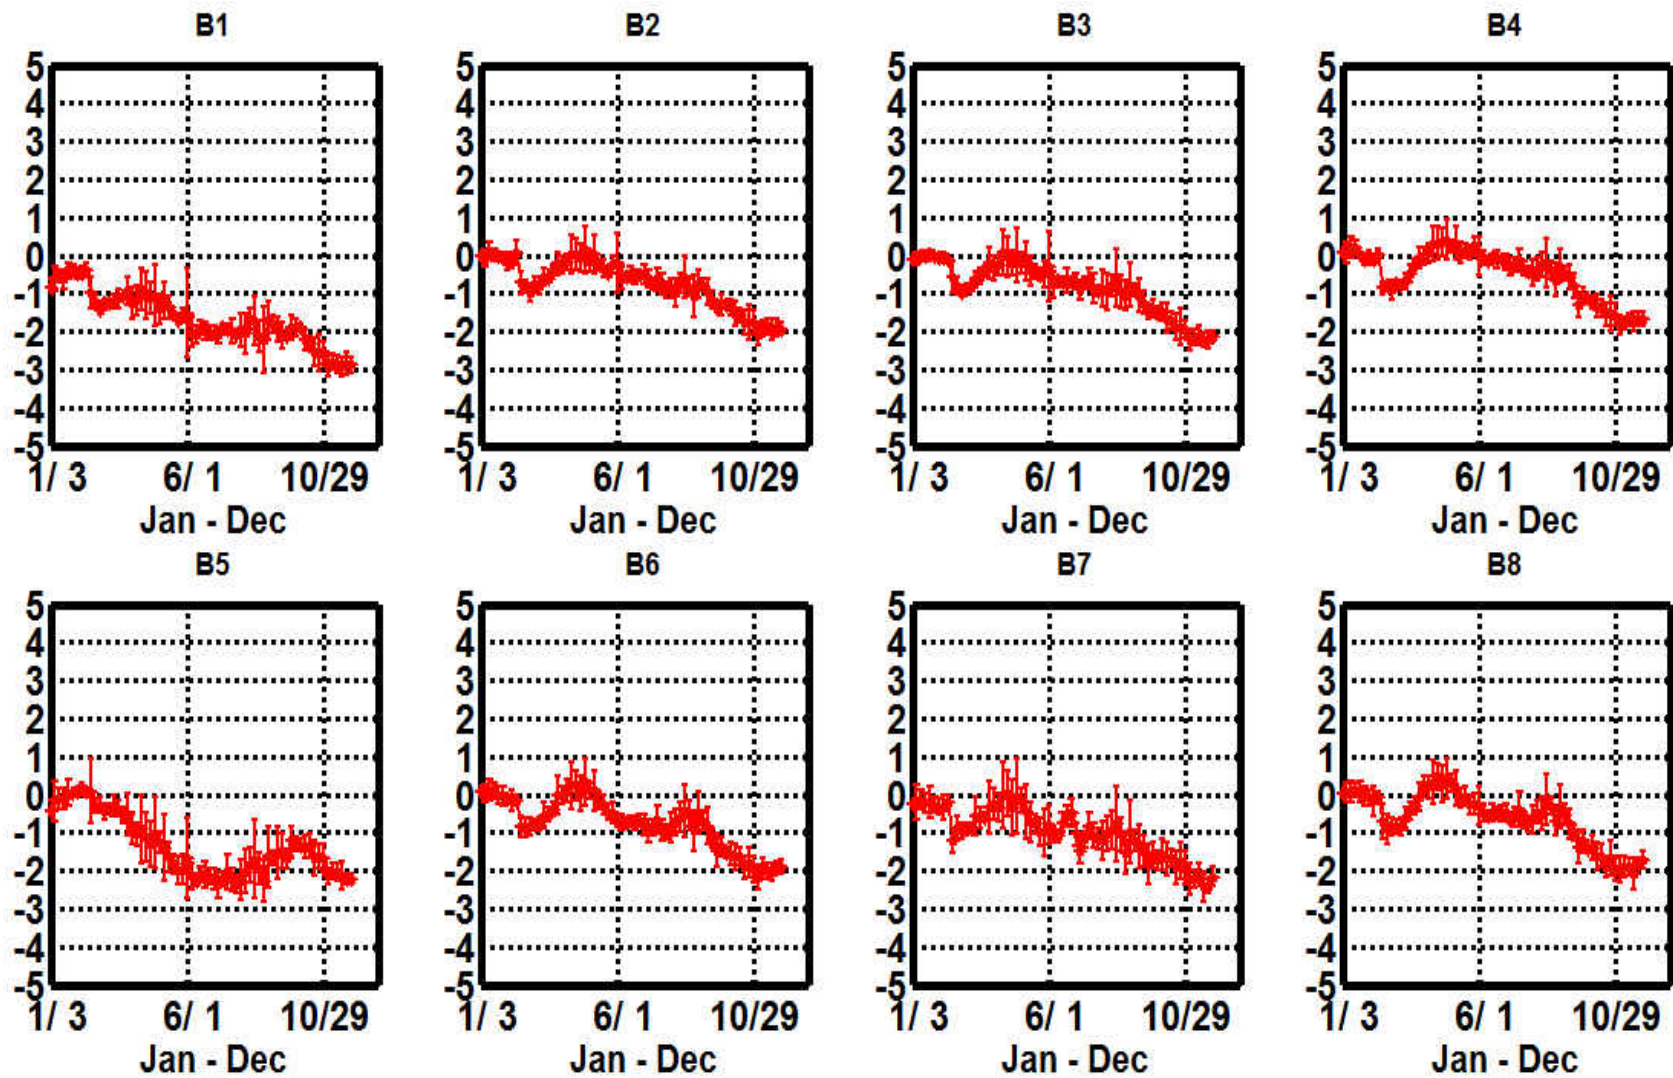 B1 B2 B3 B4
5 5 5 5
4 4 4 4
3 3 3 3
2 2 2 2
1 1 1 1
0 0 0 0
-1 -1 -1 -1
-2 -2 -2 -2
-3 -3 -3 -3
-4 -4 -4 -4
-5 -5 -5 -5
1/ 3 6/ 1 10/29 1/ 3 6/ 1 10/29 1/ 3 6/ 1 10/29 1/ 3 6/ 1 10/29
Jan - Dec Jan - Dec Jan - Dec Jan - Dec
B5 B6 B7 B8
5 5 5 5
4 4 4 4
3 3 3 3
2 2 2 2
1 1 1 1
0 0 0 0
-1 -1 -1 -1
-2 -2 -2 -2
-3 -3 -3 -3
-4 -4 -4 -4
-5 -5 -5 -5
1/ 3 6/ 1 10/29 1/ 3 6/ 1 10/29 1/ 3 6/ 1 10/29 1/ 3 6/ 1 10/29
Jan - Dec Jan - Dec Jan - Dec Jan - Dec